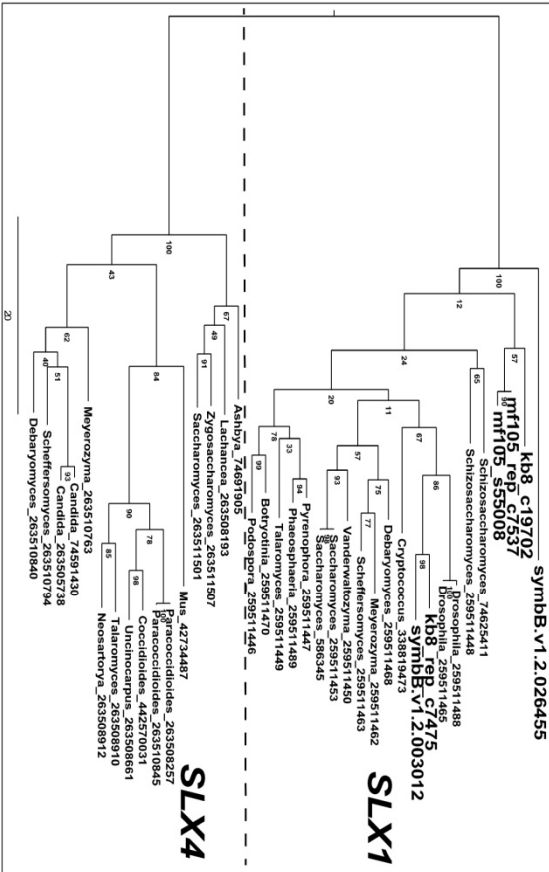 symbB.v1.2.026455
kb8_c19702
mf105_rep_c7537
mf105_s55008
Schizosaccharomyces_74625411
Schizosaccharomyces_259511448
Drosophila_259511488
Drosophila_259511465
kb8_rep_c7475
symbB.v1.2.003012
Cryptococcus_338819473
Debaryomyces_259511468
Meyerozyma_259511462
Scheffersomyces_259511463
Vanderwaltozyma_259511450
Saccharomyces_259511453
Saccharomyces_586345
Pyrenophora_259511447
Phaeosphaeria_259511489
Talaromyces_259511449
Botryotinia_259511470
Podospora_259511446
SLX1
100
57
90
12
65
24
86
100
98
67
11
75
77
57
93
20
94
33
78
99
Ashbya_74691905
Lachancea_263508193
Zygosaccharomyces_263511507
Saccharomyces_263511501
Mus_42734487
Paracoccidioides_263508257
Paracoccidioides_263510845
Coccidioides_442570031
Uncinocarpus_263508661
Talaromyces_263508910
Neosartorya_263508912
Meyerozyma_263510763
Candida_74591430
Candida_263505738
Scheffersomyces_263510794
Debaryomyces_263510840
SLX4
67
49
91
100
84
100
78
98
90
85
43
62
93
51
40
20